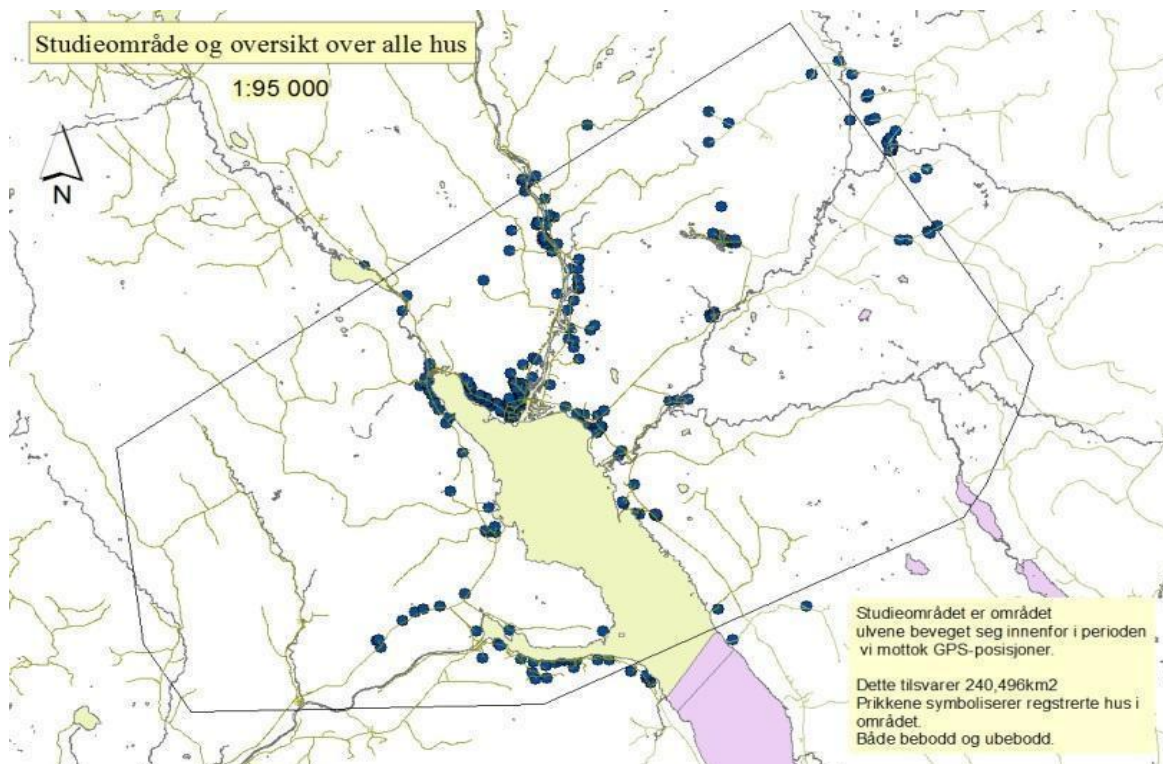 Studieområde og oversikt over alle hus
1:95 000
N
Studieområdet er området
ulvene beveget seg innenfor i perioden
vi mottok GPS-posisjoner.
Dette tilsvarer 240,496km2
Prikkene symboliserer regstrerte hus i
området.
Både bebodd og ubebodd.